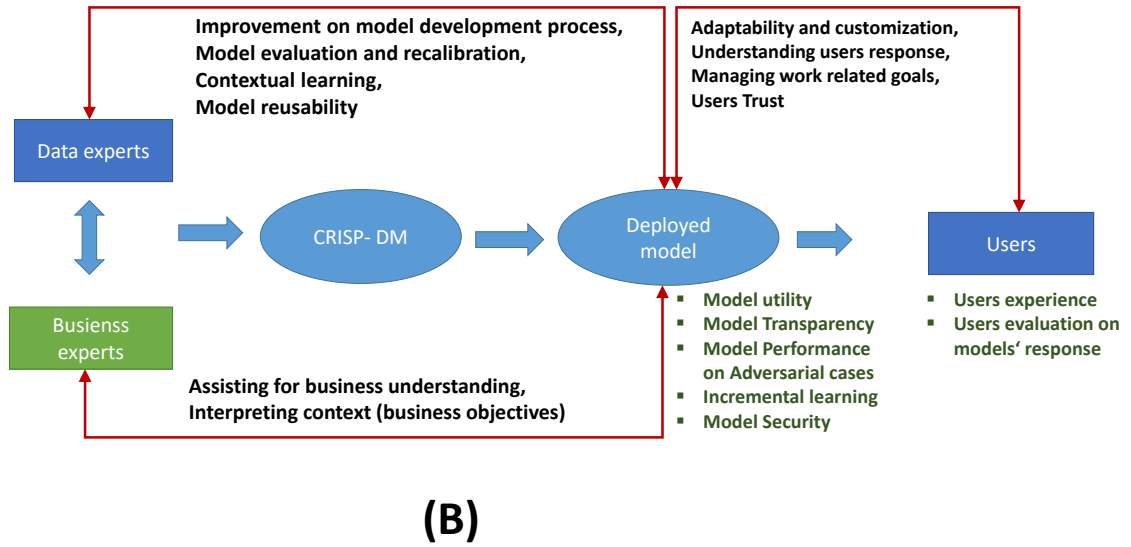 Improvement on model development process,
Model evaluation and recalibration,
Contextual learning,
Model reusability
Adaptability and customization,
Understanding users response,
Managing work related goals,
Users Trust
Data experts
CRISP- DM
Deployed
model
Users
Busienss
experts
▪ Model utility
▪ Model Transparency
▪ Model Performance
on Adversarial cases
▪ Incremental learning
▪ Model Security
▪ Users experience
▪ Users evaluation on
models‘ response
Assisting for business understanding,
Interpreting context (business objectives)
(B)